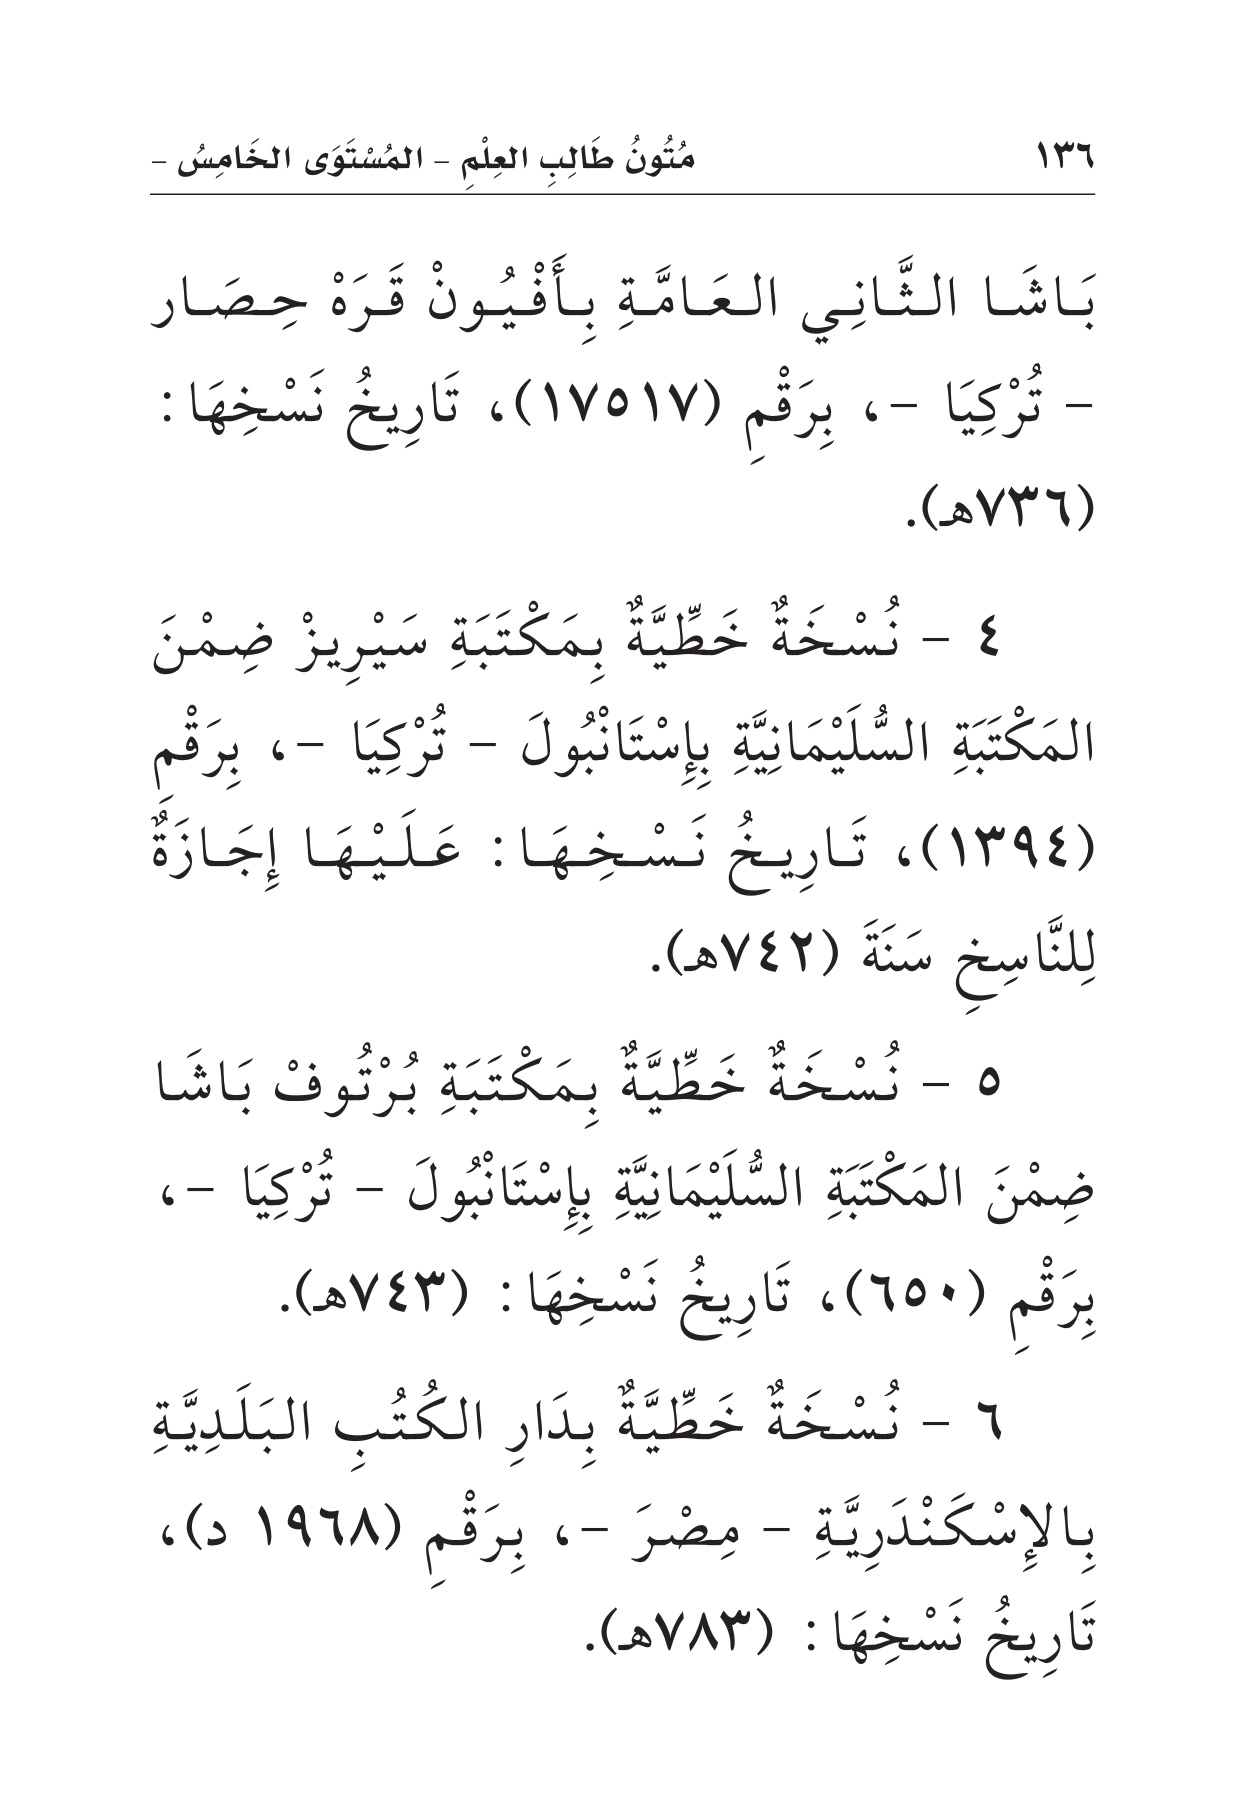 ١٣٦ مُتُونُ طَالِبِ العِلْمِ – المُسْتَوَى الخَامِسُ –
بَاشَا الثَّانِي العَامَّةِ بِأَفْيُونْ قَرَهْ حِصَار
– تُرْكِيَا –، بِرَقْمِ (١٧٥١٧)، تَارِيخُ نَسْخِهَا:
(٧٣٦هـ).
٤ – نُسْخَةٌ خَطِّيَّةٌ بِمَكْتَبَةِ سَيْرِيزْ ضِمْنَ
المَكْتَبَةِ السُّلَيْمَانِيَّةِ بِإِسْتَانْبُولَ – تُرْكِيَا –، بِرَقْمِ
(١٣٩٤)، تَارِيخُ نَسْخِهَا: عَلَيْهَا إِجَازَةٌ
لِلنَّاسِخِ سَنَةَ (٧٤٢هـ).
٥ – نُسْخَةٌ خَطِّيَّةٌ بِمَكْتَبَةِ بُرْتُوفْ بَاشَا
ضِمْنَ المَكْتَبَةِ السُّلَيْمَانِيَّةِ بِإِسْتَانْبُولَ – تُرْكِيَا –،
بِرَقْمِ (٦٥٠)، تَارِيخُ نَسْخِهَا: (٧٤٣هـ).
٦ – نُسْخَةٌ خَطِّيَّةٌ بِدَارِ الكُتُبِ البَلَدِيَّةِ
بِالإِسْكَنْدَرِيَّةِ – مِصْرَ –، بِرَقْمِ (١٩٦٨ د)،
تَارِيخُ نَسْخِهَا: (٧٨٣هـ).